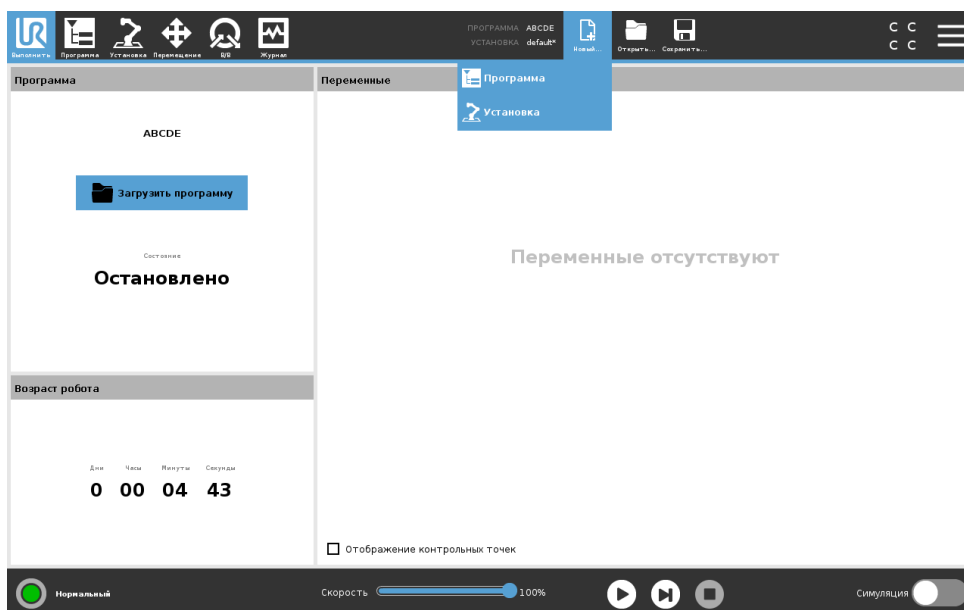 ПРОГРАММА ABCDE
УСТАНОВКА default*
Выполнить Программа Установка Перемещение В/В Журнал
Новый... Открыть... Сохранить...
C C
C C
Программа
Переменные
Программа
Установка
ABCDE
Загрузить программу
Состояние
Остановлено
Переменные отсутствуют
Возраст робота
Дни Часы Минуты Секунды
0 00 04 43
Отображение контрольных точек
Нормальный
Скорость 100%
Симуляция